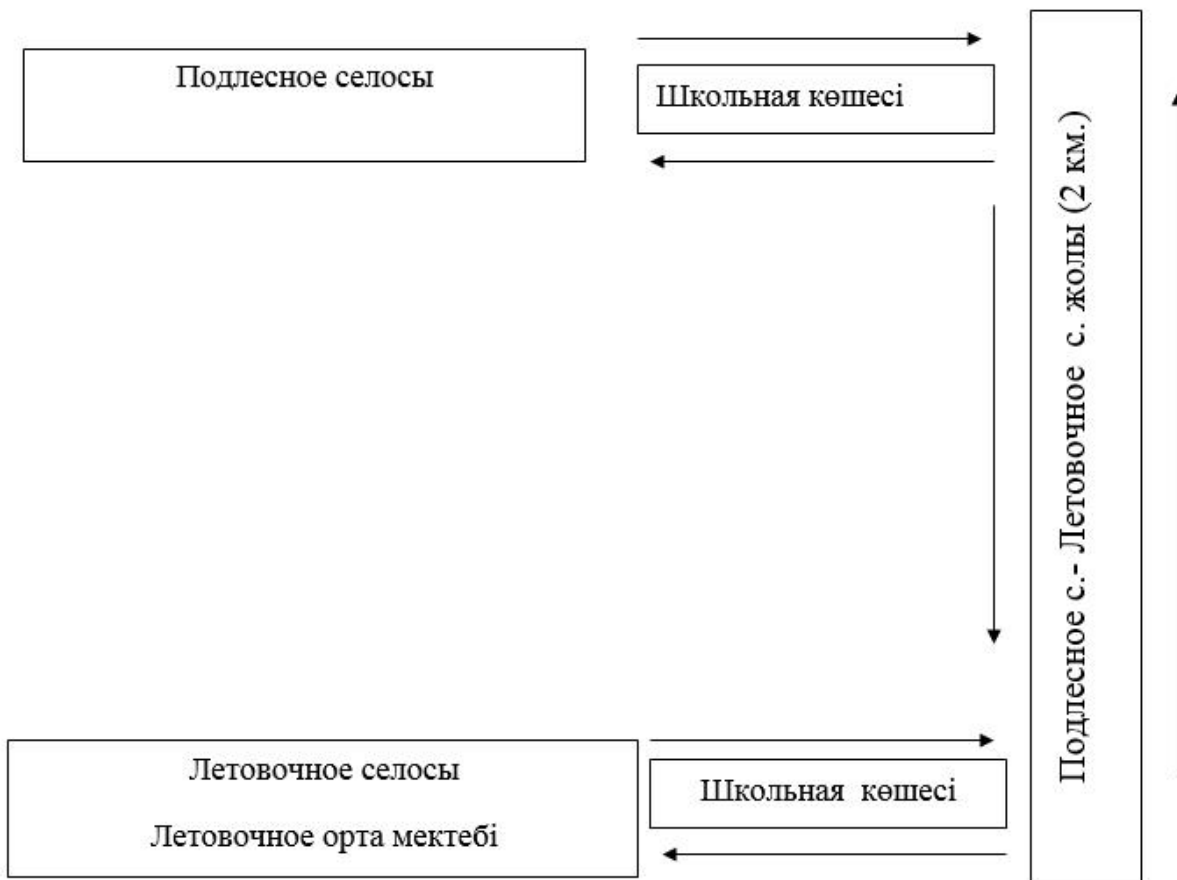 Подлесное селосы
Школьная көшесі
Подлесное с.- Летовочное с. жолы (2 км.)
Летовочное селосы
Летовочное орта мектебі
Школьная көшесі